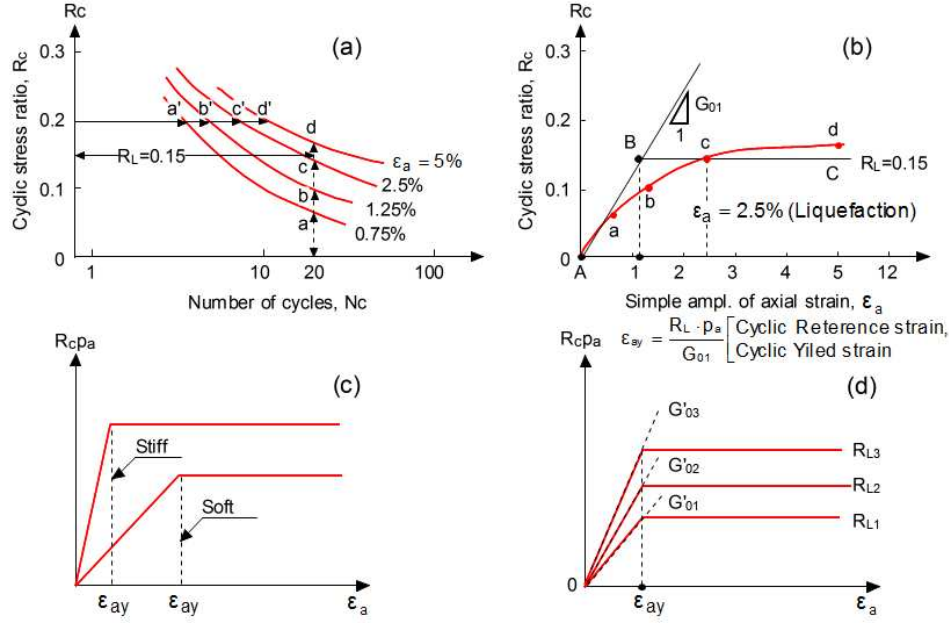 Rc
(a)
Cydic stress ratio, Rc
0.3
0.2
0.1
0
a' b' c' d'
RL=0.15
d
c
b
a
εa = 5%
2.5%
1.25%
0.75%
1 10 20 100
Number of cycles, Nc
Rc
(b)
Cydic stress ratio, Rc
0.3
0.2
0.1
0
G01
1
B c d
C
RL=0.15
a b
εa = 2.5% (Liquefaction)
A 1 2 3 4 5 12
Simple ampl. of axial strain, εa
εay = RL · pa / G01 [ Cyclic Reterence strain,
Cyclic Yiled strain
Rcpa
(c)
Stiff
Soft
εay εay εa
Rcpa
(d)
G'03
G'02
G'01
RL3
RL2
RL1
0
εay εa